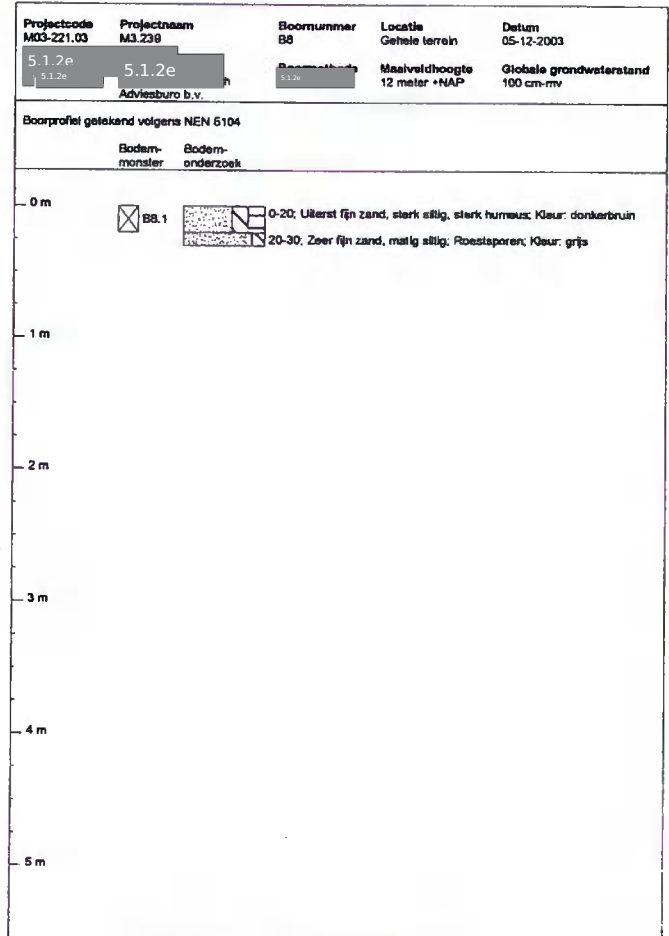 Projectcode Projectnaam Boornummer Locatie Datum
M03-221.03 M3.239 B8 Gehele terrein 05-12-2003
5.1.2e 5.1.2e Maaiveldhoogte Globale grondwaterstand
5.1.2e h 5.1.2e 12 meter +NAP 100 cm-mv
Adviesburo b.v.
Boorprofiel getekend volgens NEN 5104
Bodem- Bodem-
monster onderzoek
0 m
B8.1 0-20; Uiterst fijn zand, sterk siltig, sterk humeus; Kleur: donkerbruin
20-30; Zeer fijn zand, matig siltig; Roestsporen; Kleur: grijs
1 m
2 m
3 m
4 m
5 m